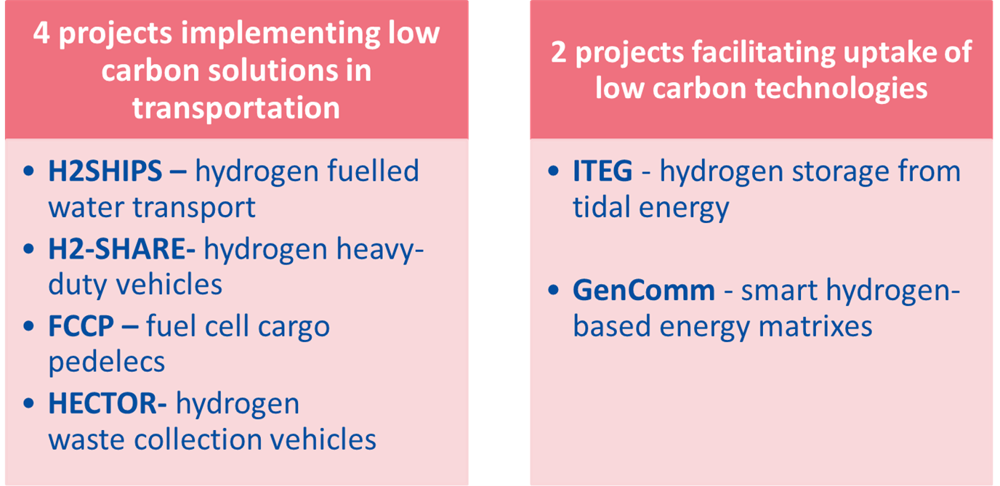 4 projects implementing low
carbon solutions in
transportation
• H2SHIPS – hydrogen fuelled
water transport
• H2-SHARE- hydrogen heavy-
duty vehicles
• FCCP – fuel cell cargo
pedelecs
• HECTOR- hydrogen
waste collection vehicles
2 projects facilitating uptake of
low carbon technologies
• ITEG - hydrogen storage from
tidal energy
• GenComm - smart hydrogen-
based energy matrixes